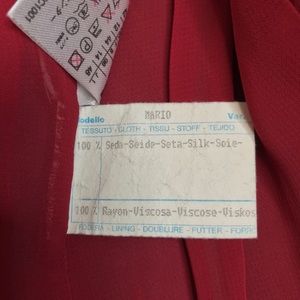 Modello MARIO Var.
TESSUTO - CLOTH - TISSU - STOFF - TEJIDO
100 % Seda-Seide-Seta-Silk-Soie-
100 % Rayon-Viscosa-Viscose-Viskos
FODERA - LINING - DOUBLURE - FUTTER - FORRO